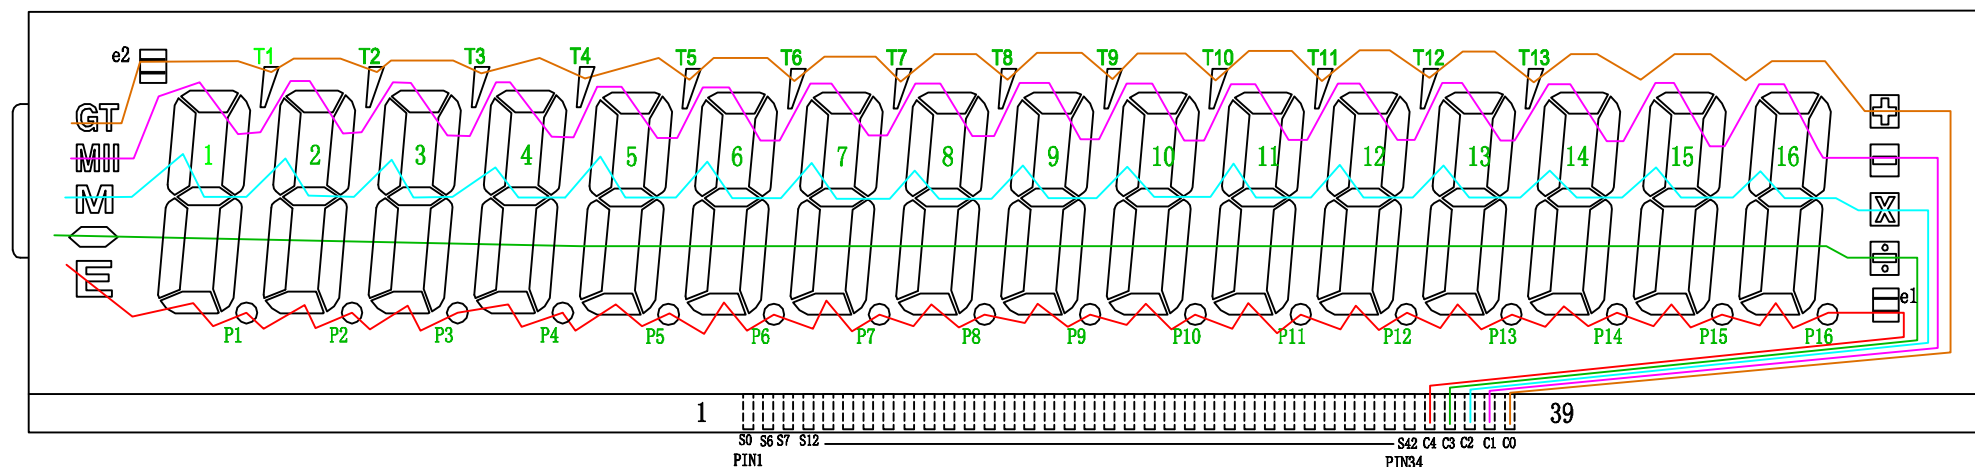 e2 T1 T2 T3 T4 T5 T6 T7 T8 T9 T10 T11 T12 T13
GT
MII
M
E
1 2 3 4 5 6 7 8 9 10 11 12 13 14 15 16
+
-
X
÷
e1
P1 P2 P3 P4 P5 P6 P7 P8 P9 P10 P11 P12 P13 P14 P15 P16
1 39
S0 S6 S7 S12 S42 C4 C3 C2 C1 C0
PIN1 PIN34